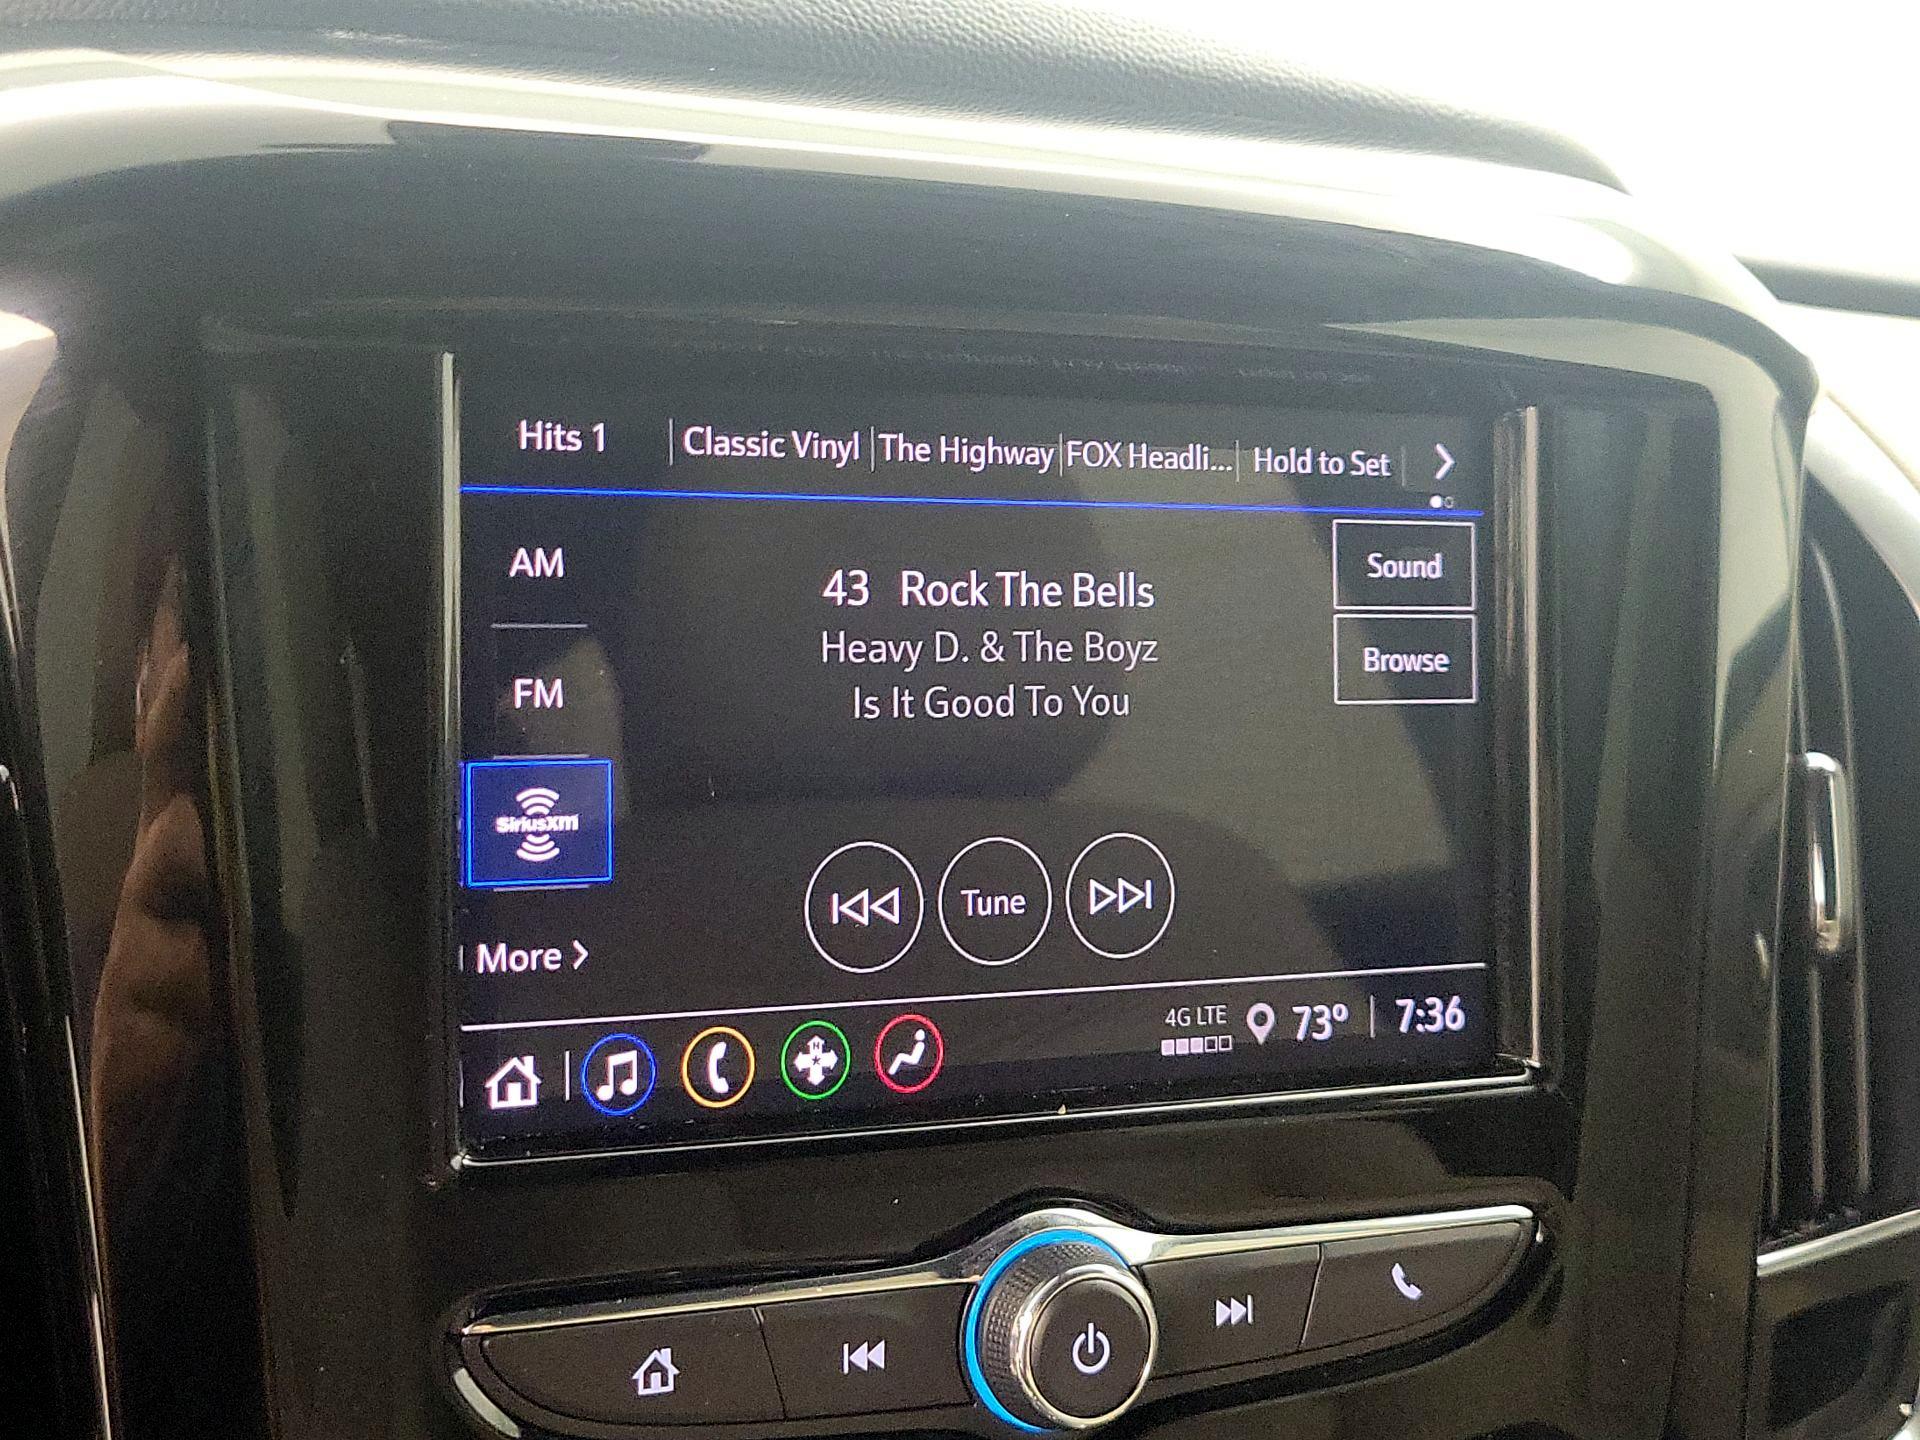 Hits 1
Classic Vinyl
The Highway
FOX Headli...
Hold to Set
AM
FM
SiriusXM
More
43 Rock The Bells
Heavy D. & The Boyz
Is It Good To You
Sound
Browse
Tune
4G LTE
73°
7:36
N